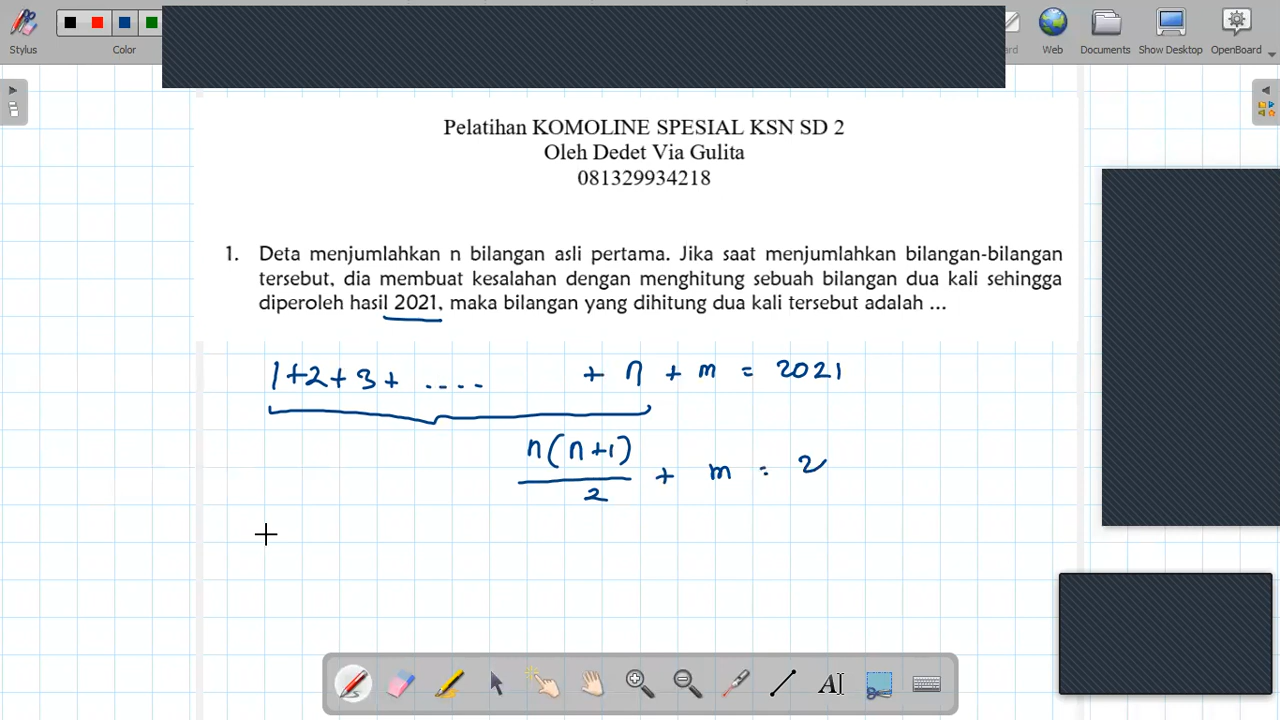 Stylus
Color
Web
Documents
Show Desktop
OpenBoard
Pelatihan KOMOLINE SPESIAL KSN SD 2
Oleh Dedet Via Gulita
081329934218
1. Deta menjumlahkan n bilangan asli pertama. Jika saat menjumlahkan bilangan-bilangan
tersebut, dia membuat kesalahan dengan menghitung sebuah bilangan dua kali sehingga
diperoleh hasil 2021, maka bilangan yang dihitung dua kali tersebut adalah ...
1+2+3+ .... + n + m = 2021
n(n+1)
2 + m = 2